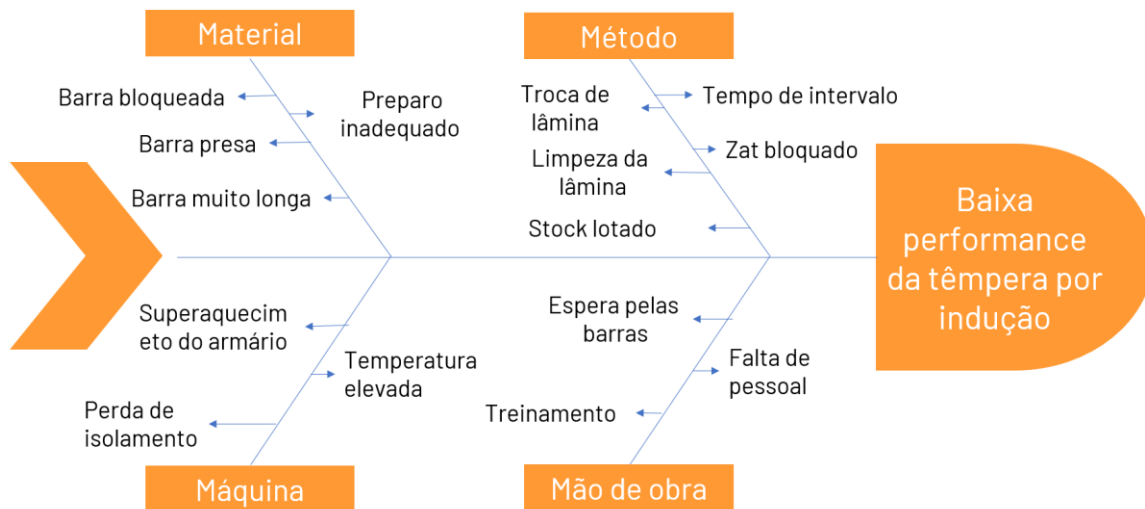 Material
Método
Barra bloqueada
Preparo
inadequado
Barra presa
Barra muito longa
Troca de
lâmina
Tempo de intervalo
Limpeza da
lâmina
Zat bloquado
Stock lotado
Baixa
performance
da têmpera por
indução
Superaquecim
eto do armário
Temperatura
elevada
Perda de
isolamento
Espera pelas
barras
Falta de
pessoal
Treinamento
Máquina
Mão de obra